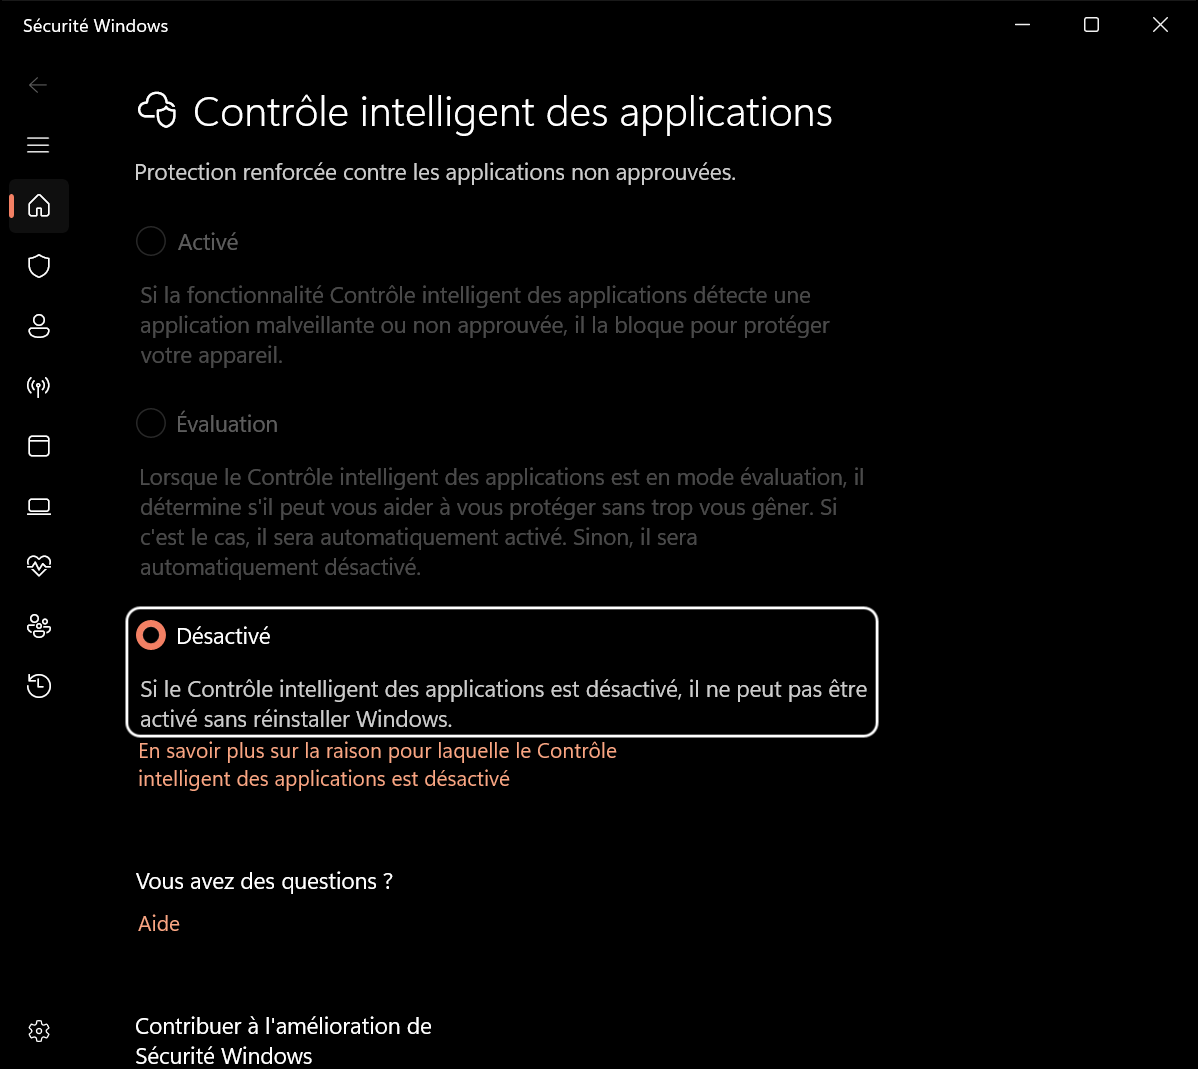 Sécurité Windows
Contrôle intelligent des applications
Protection renforcée contre les applications non approuvées.
Activé
Si la fonctionnalité Contrôle intelligent des applications détecte une
application malveillante ou non approuvée, il la bloque pour protéger
votre appareil.
Évaluation
Lorsque le Contrôle intelligent des applications est en mode évaluation, il
détermine s'il peut vous aider à vous protéger sans trop vous gêner. Si
c'est le cas, il sera automatiquement activé. Sinon, il sera
automatiquement désactivé.
Désactivé
Si le Contrôle intelligent des applications est désactivé, il ne peut pas être
activé sans réinstaller Windows.
En savoir plus sur la raison pour laquelle le Contrôle
intelligent des applications est désactivé
Vous avez des questions ?
Aide
Contribuer à l'amélioration de
Sécurité Windows